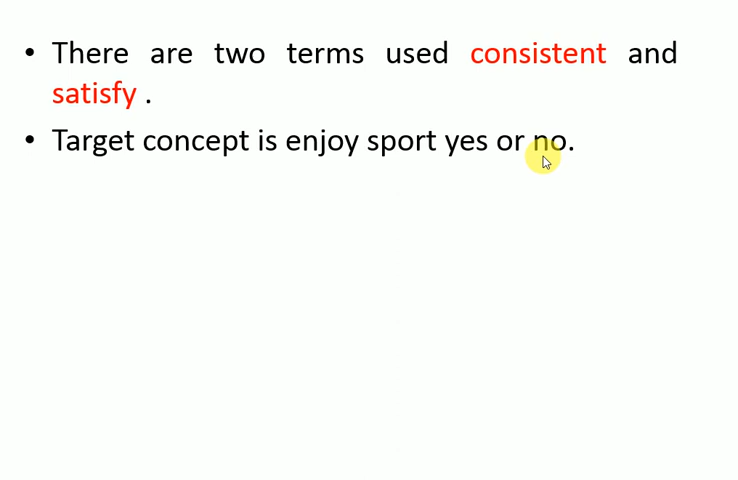 • There are two terms used consistent and
satisfy .
• Target concept is enjoy sport yes or no.